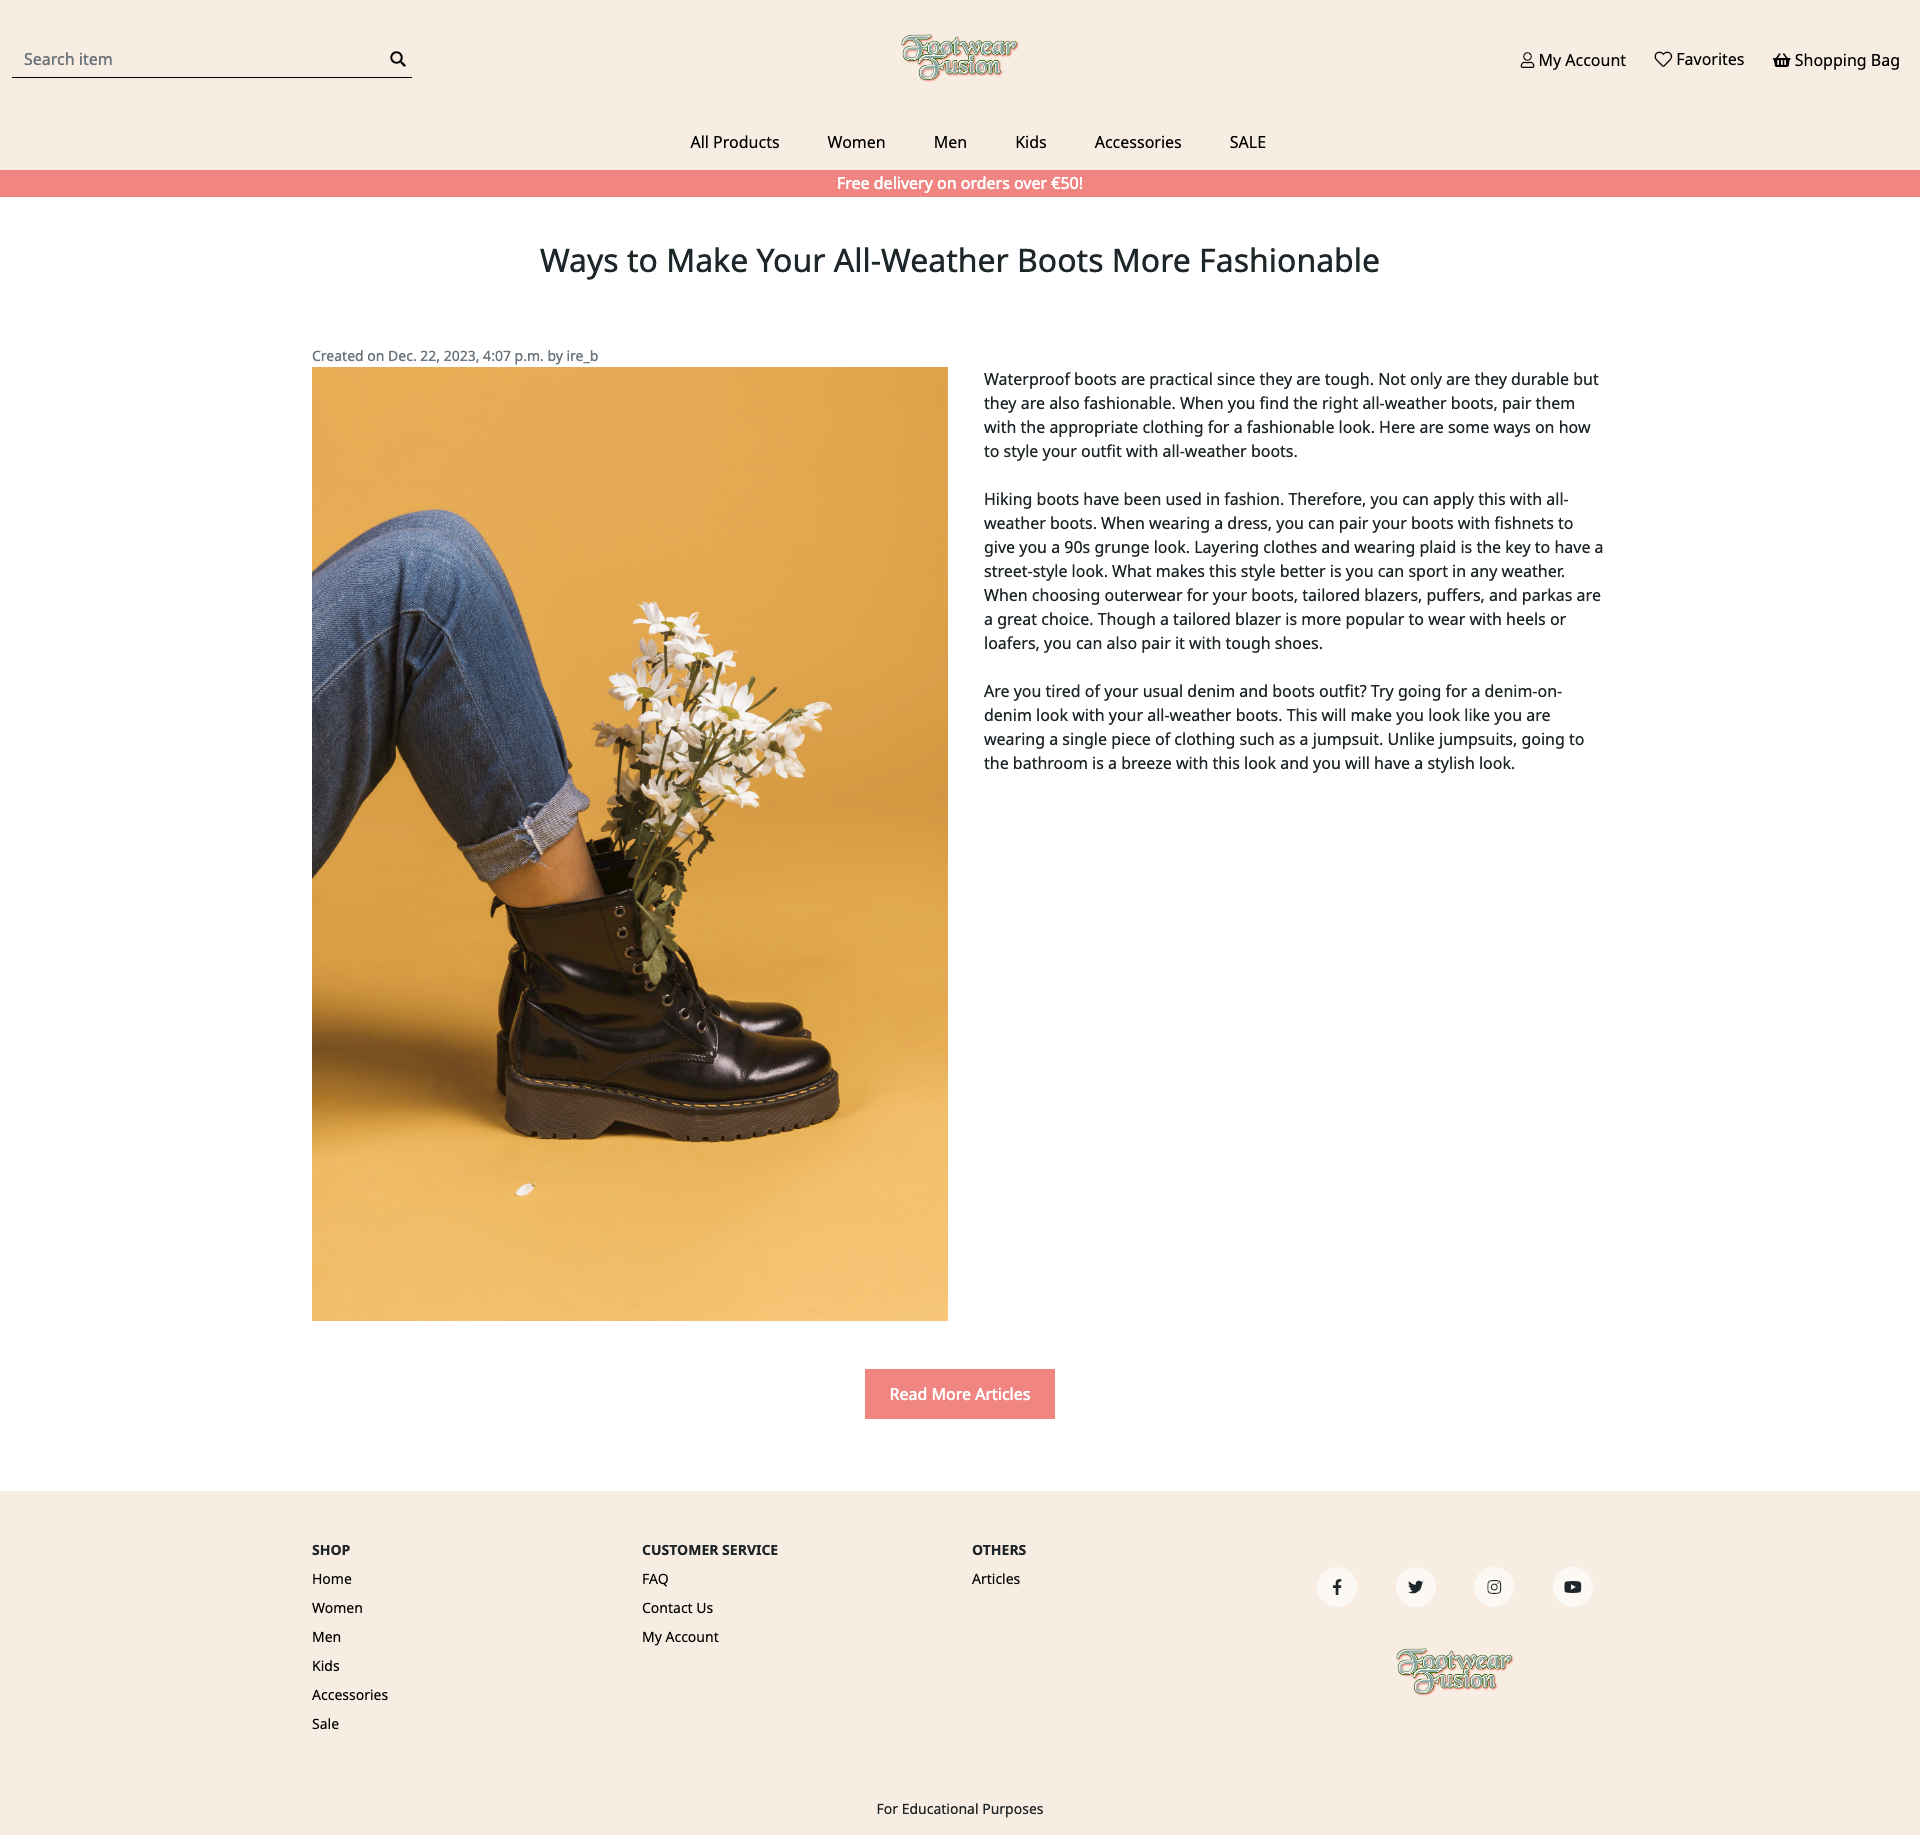 Search item
Footwear
Fusion
My Account
Favorites
Shopping Bag
All Products
Women
Men
Kids
Accessories
SALE
Free delivery on orders over €50!
Ways to Make Your All-Weather Boots More Fashionable
Created on Dec. 22, 2023, 4:07 p.m. by ire_b
Waterproof boots are practical since they are tough. Not only are they durable but
they are also fashionable. When you find the right all-weather boots, pair them
with the appropriate clothing for a fashionable look. Here are some ways on how
to style your outfit with all-weather boots.
Hiking boots have been used in fashion. Therefore, you can apply this with all-
weather boots. When wearing a dress, you can pair your boots with fishnets to
give you a 90s grunge look. Layering clothes and wearing plaid is the key to have a
street-style look. What makes this style better is you can sport in any weather.
When choosing outerwear for your boots, tailored blazers, puffers, and parkas are
a great choice. Though a tailored blazer is more popular to wear with heels or
loafers, you can also pair it with tough shoes.
Are you tired of your usual denim and boots outfit? Try going for a denim-on-
denim look with your all-weather boots. This will make you look like you are
wearing a single piece of clothing such as a jumpsuit. Unlike jumpsuits, going to
the bathroom is a breeze with this look and you will have a stylish look.
Read More Articles
SHOP
Home
Women
Men
Kids
Accessories
Sale
CUSTOMER SERVICE
FAQ
Contact Us
My Account
OTHERS
Articles
Footwear
Fusion
For Educational Purposes